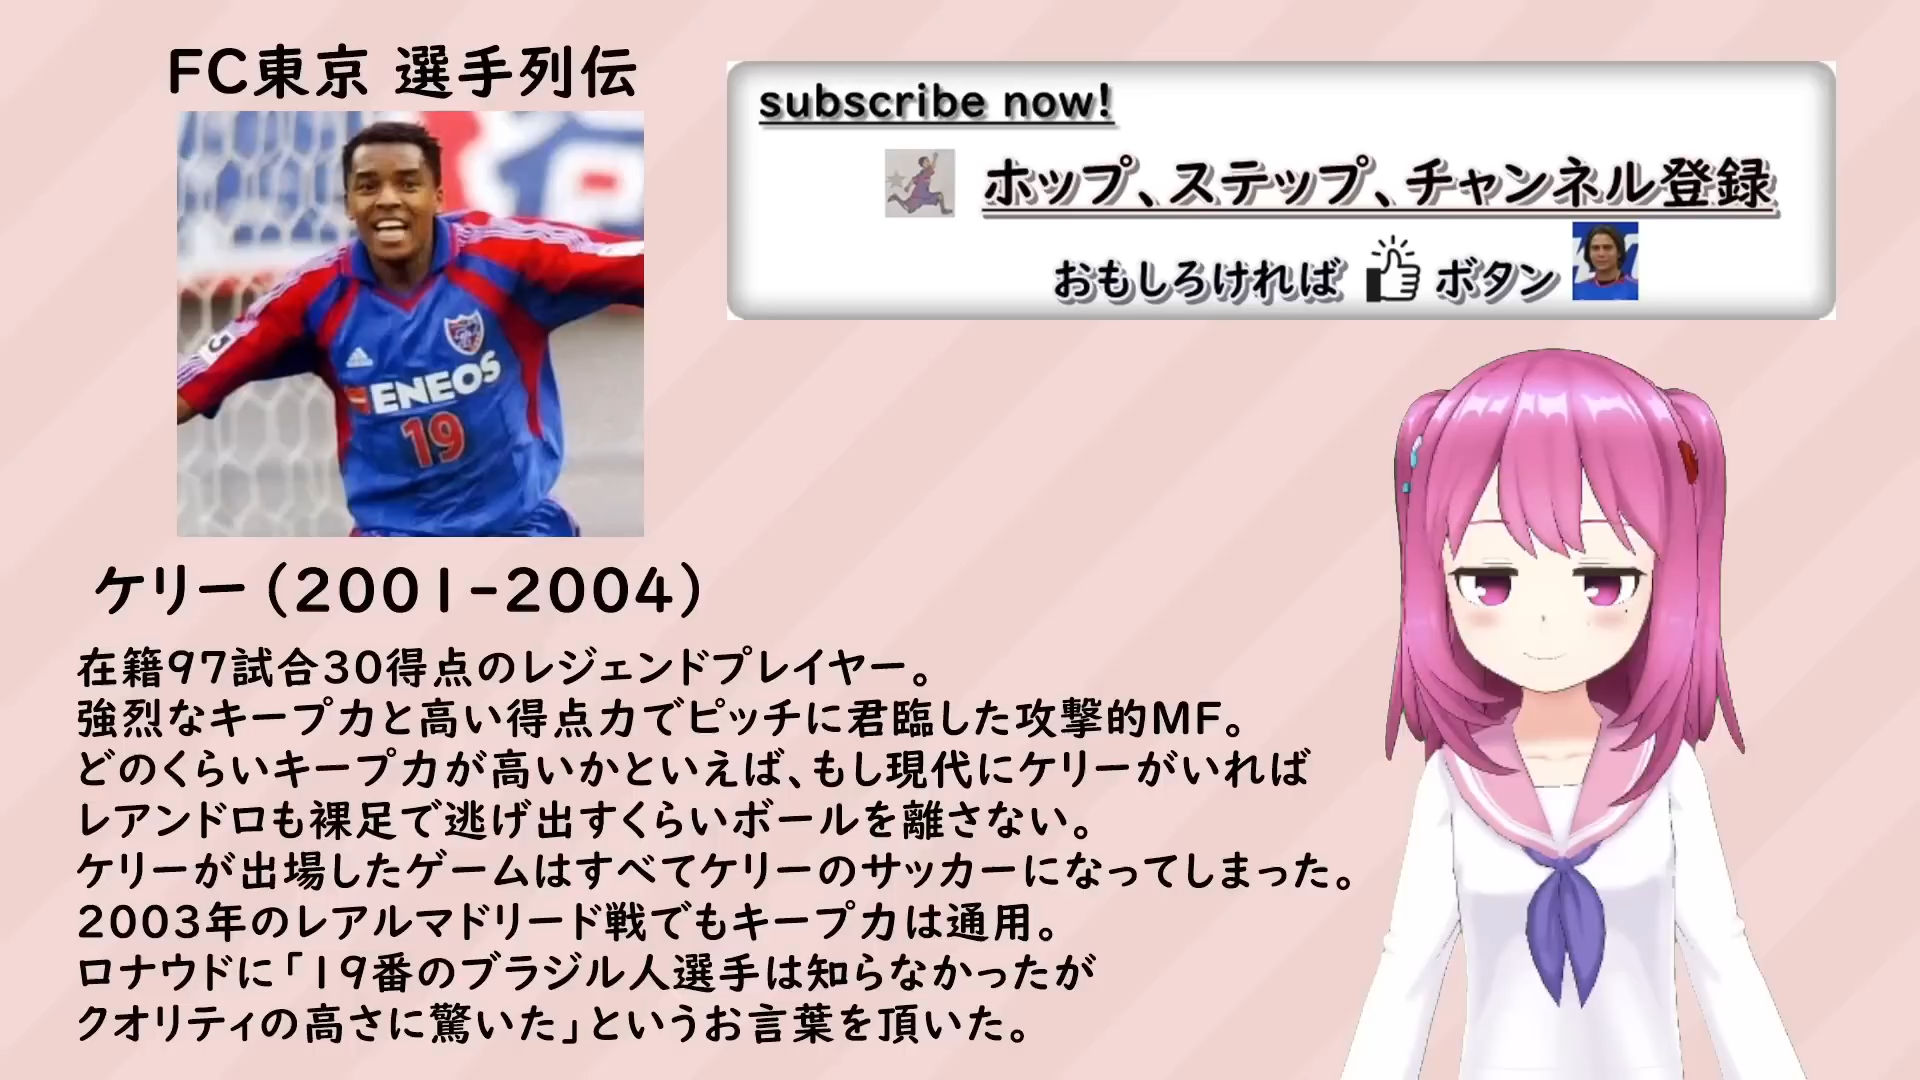 FC東京 選手列伝
subscribe now!
ホップ、ステップ、チャンネル登録
おもしろければ ボタン
ENEOS
19
ケリー（2001-2004）
在籍97試合30得点のレジェンドプレイヤー。
強烈なキープ力と高い得点力でピッチに君臨した攻撃的MF。
どのくらいキープ力が高いかといえば、もし現代にケリーがいれば
レアンドロも裸足で逃げ出すくらいボールを離さない。
ケリーが出場したゲームはすべてケリーのサッカーになってしまった。
2003年のレアルマドリード戦でもキープ力は通用。
ロナウドに「19番のブラジル人選手は知らなかったが
クオリティの高さに驚いた」というお言葉を頂いた。